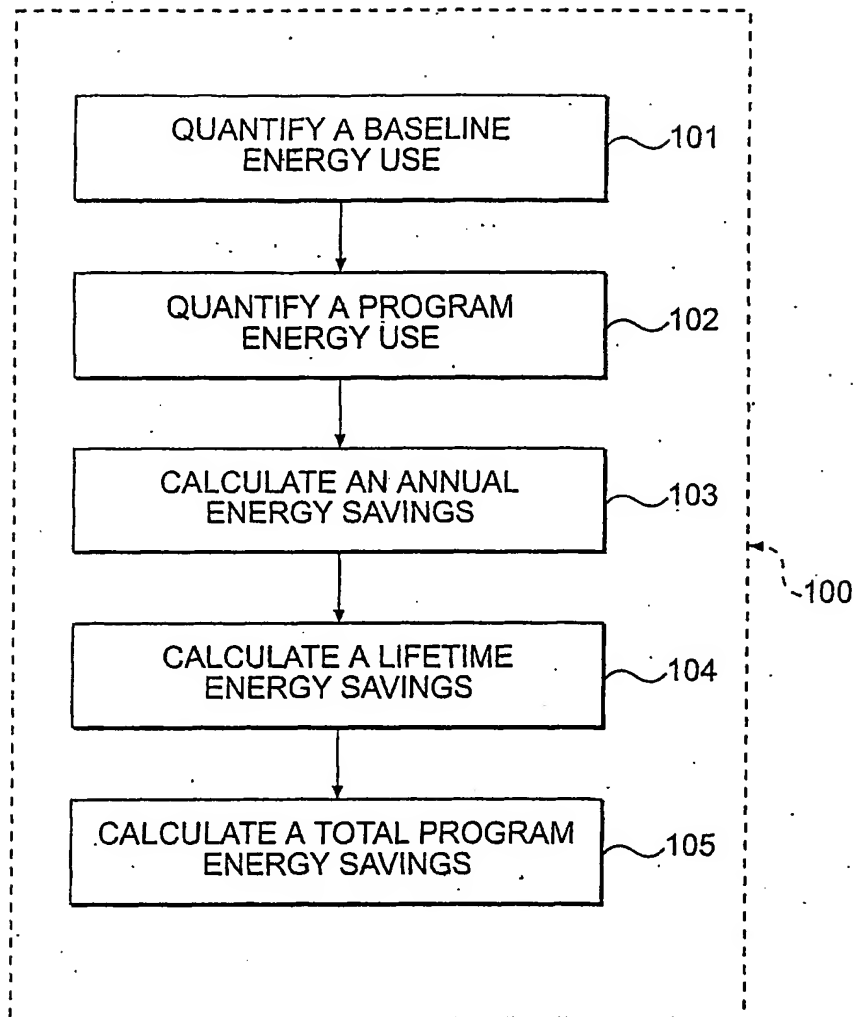 QUANTIFY A BASELINE
ENERGY USE
101
QUANTIFY A PROGRAM
ENERGY USE
102
CALCULATE AN ANNUAL
ENERGY SAVINGS
103
100
CALCULATE A LIFETIME
ENERGY SAVINGS
104
CALCULATE A TOTAL PROGRAM
ENERGY SAVINGS
105